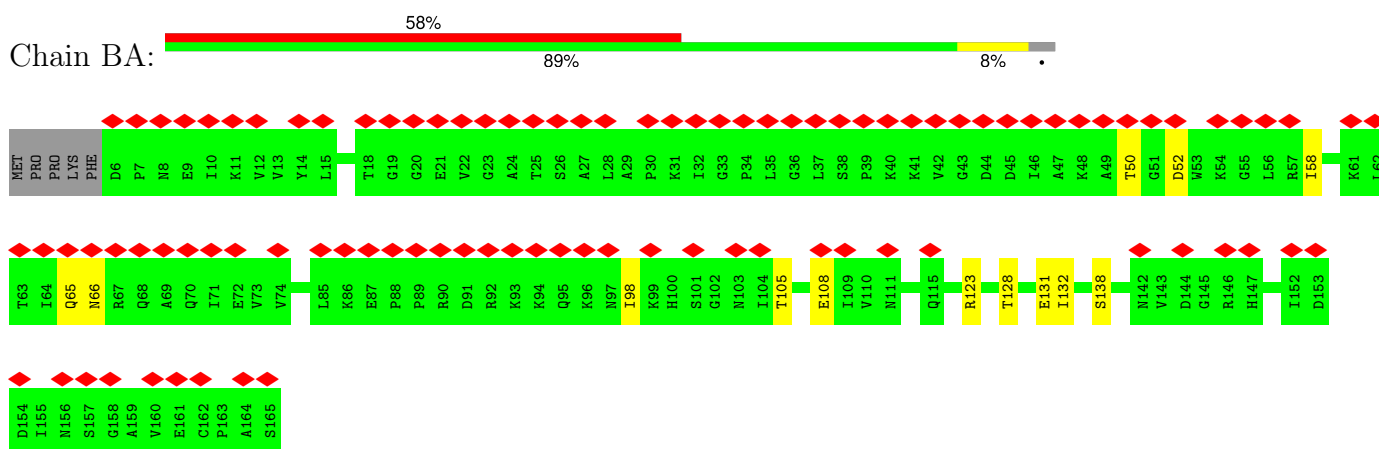 58%
Chain BA:
89% 8% •
MET PRO PRO LYS PHE D6 P7 N8 E9 I10 K11 V12 V13 Y14 L15 T18 G19 G20 E21 V22 G23 A24 T25 S26 A27 L28 A29 P30 K31 I32 G33 P34 L35 G36 L37 S38 P39 K40 K41 V42 G43 D44 D45 I46 A47 K48 A49 T50 G51 D52 W53 K54 G55 L56 R57 I58 K61 L62
T63 I64 Q65 N66 R67 Q68 A69 Q70 I71 E72 V73 V74 L85 K86 E87 P88 P89 R90 D91 R92 K93 K94 Q95 K96 N97 I98 K99 H100 S101 G102 N103 I104 T105 E108 I109 V110 N111 Q115 R123 T128 E131 I132 S138 N142 V143 D144 G145 R146 H147 I152 D153
D154 I155 N156 S157 G158 A159 V160 E161 C162 P163 A164 S165